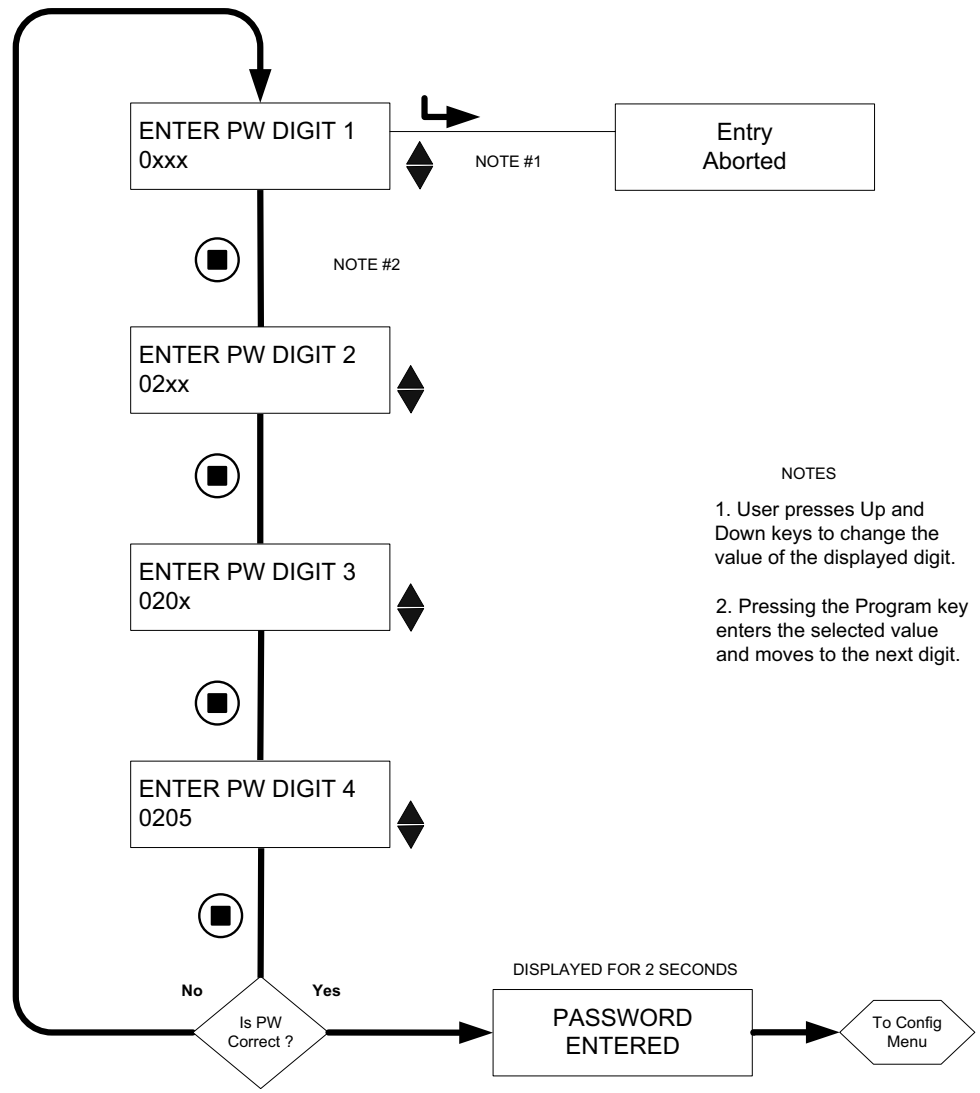 ENTER PW DIGIT 1
0xxx
NOTE #1
Entry
Aborted
NOTE #2
ENTER PW DIGIT 2
02xx
ENTER PW DIGIT 3
020x
ENTER PW DIGIT 4
0205
NOTES
1. User presses Up and
Down keys to change the
value of the displayed digit.
2. Pressing the Program key
enters the selected value
and moves to the next digit.
No
Yes
Is PW
Correct ?
DISPLAYED FOR 2 SECONDS
PASSWORD
ENTERED
To Config
Menu